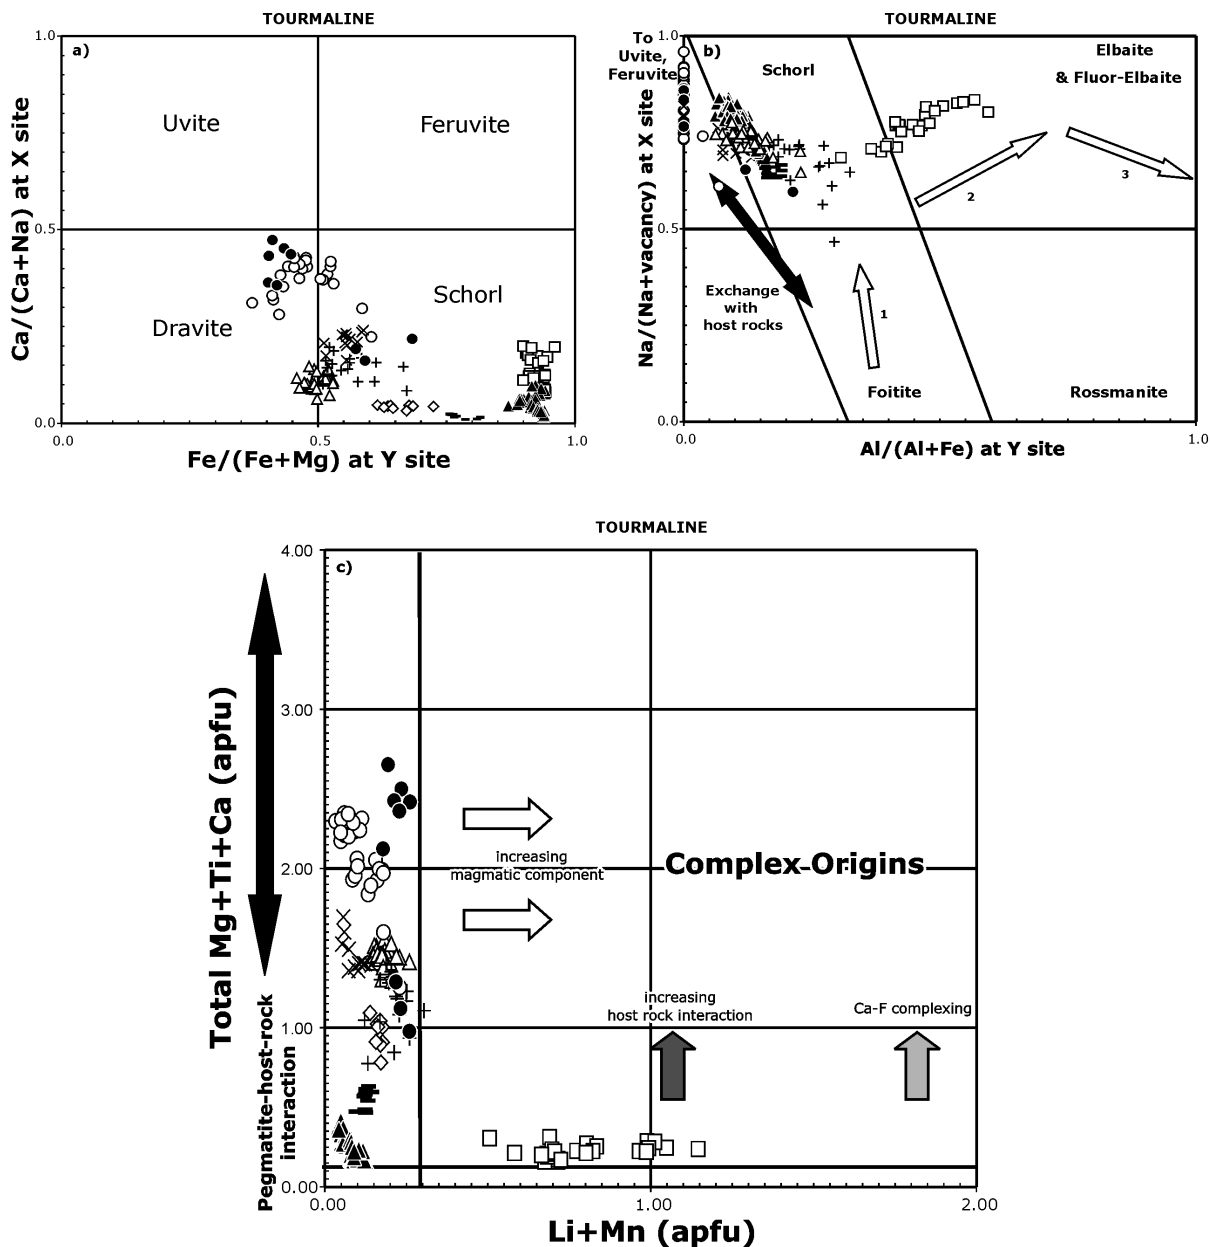 TOURMALINE
a)
1.0
Uvite
Feruvite
0.5
Dravite
Schorl
0.0
0.0
0.5
1.0
Ca/(Ca+Na) at X site
Fe/(Fe+Mg) at Y site
TOURMALINE
b)
1.0
To
Uvite,
Feruvite
Schorl
Elbaite
& Fluor-Elbaite
2
3
0.5
Exchange
with
host rocks
1
Foitite
Rossmanite
0.0
0.0
1.0
Na/(Na+vacancy) at X site
Al/(Al+Fe) at Y site
TOURMALINE
c)
4.00
3.00
increasing
magmatic component
Complex Origins
2.00
increasing
host rock interaction
Ca-F complexing
1.00
0.00
0.00
1.00
2.00
Total Mg+Ti+Ca (apfu)
Pegmatite-host-rock
interaction
Li+Mn (apfu)